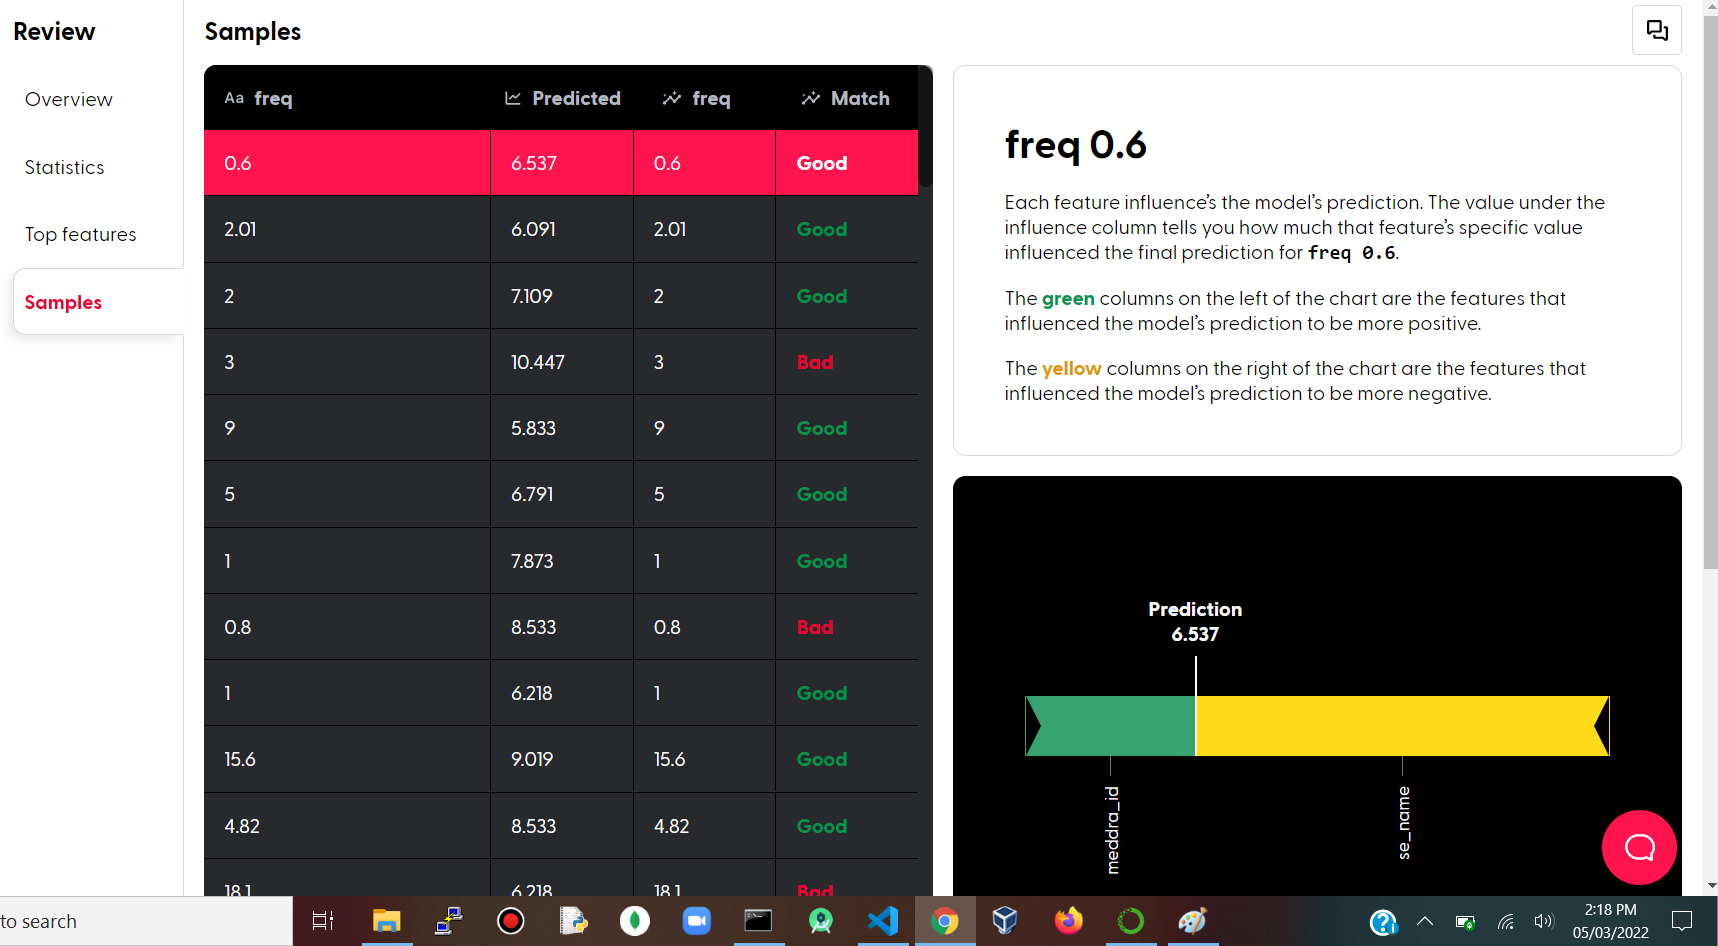 Review
Overview
Statistics
Top features
Samples
Samples
Aa freq Predicted freq Match
0.6 6.537 0.6 Good
2.01 6.091 2.01 Good
2 7.109 2 Good
3 10.447 3 Bad
9 5.833 9 Good
5 6.791 5 Good
1 7.873 1 Good
0.8 8.533 0.8 Bad
1 6.218 1 Good
15.6 9.019 15.6 Good
4.82 8.533 4.82 Good
18.1 6.218 18.1 Bad
freq 0.6
Each feature influence's the model's prediction. The value under the
influence column tells you how much that feature's specific value
influenced the final prediction for freq 0.6.
The green columns on the left of the chart are the features that
influenced the model's prediction to be more positive.
The yellow columns on the right of the chart are the features that
influenced the model's prediction to be more negative.
Prediction
6.537
meddra_id
se_name
to search
2:18 PM
05/03/2022